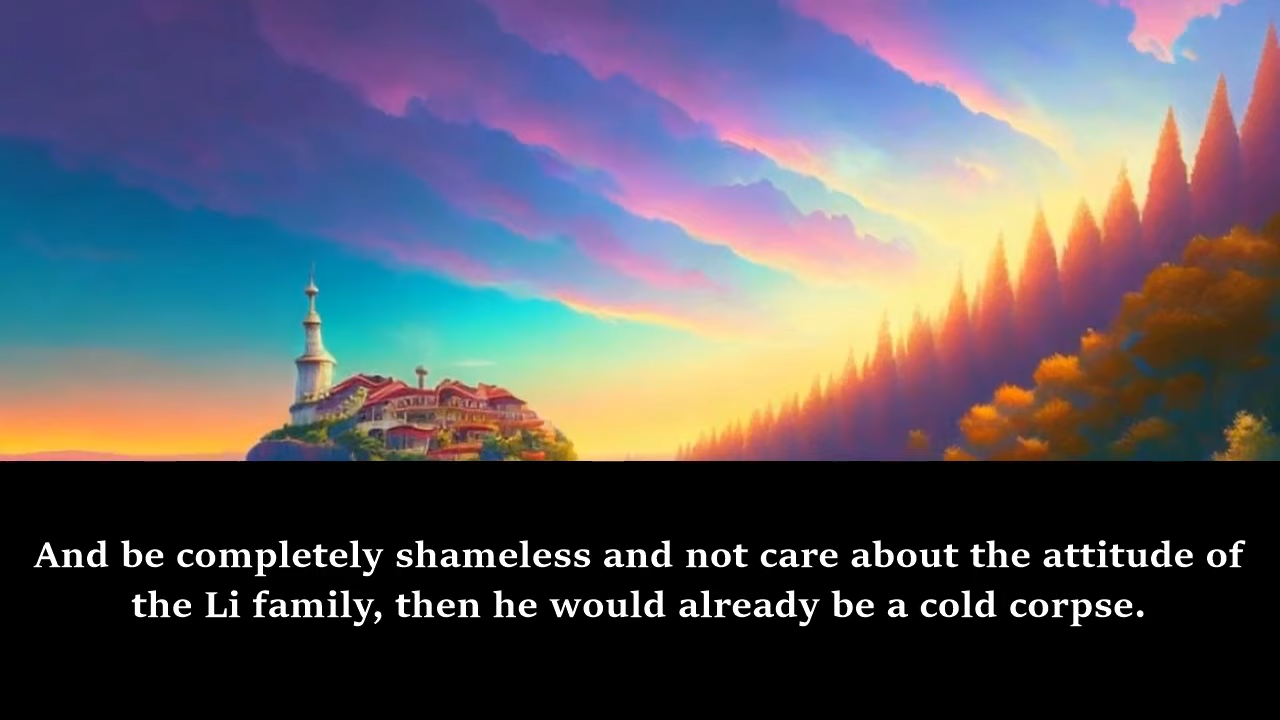 And be completely shameless and not care about the attitude of
the Li family, then he would already be a cold corpse.